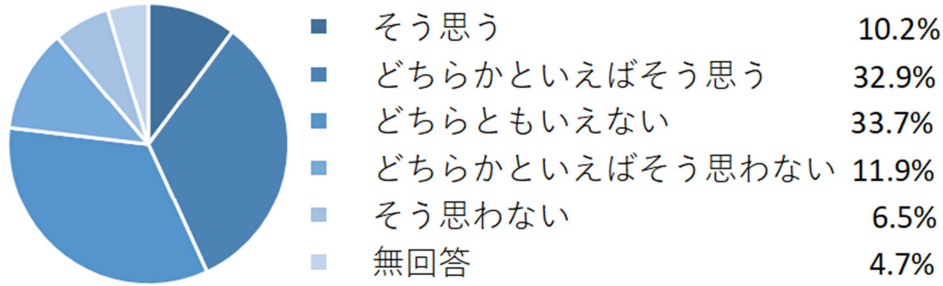 そう思う 10.2%
どちらかといえばそう思う 32.9%
どちらともいえない 33.7%
どちらかといえばそう思わない 11.9%
そう思わない 6.5%
無回答 4.7%